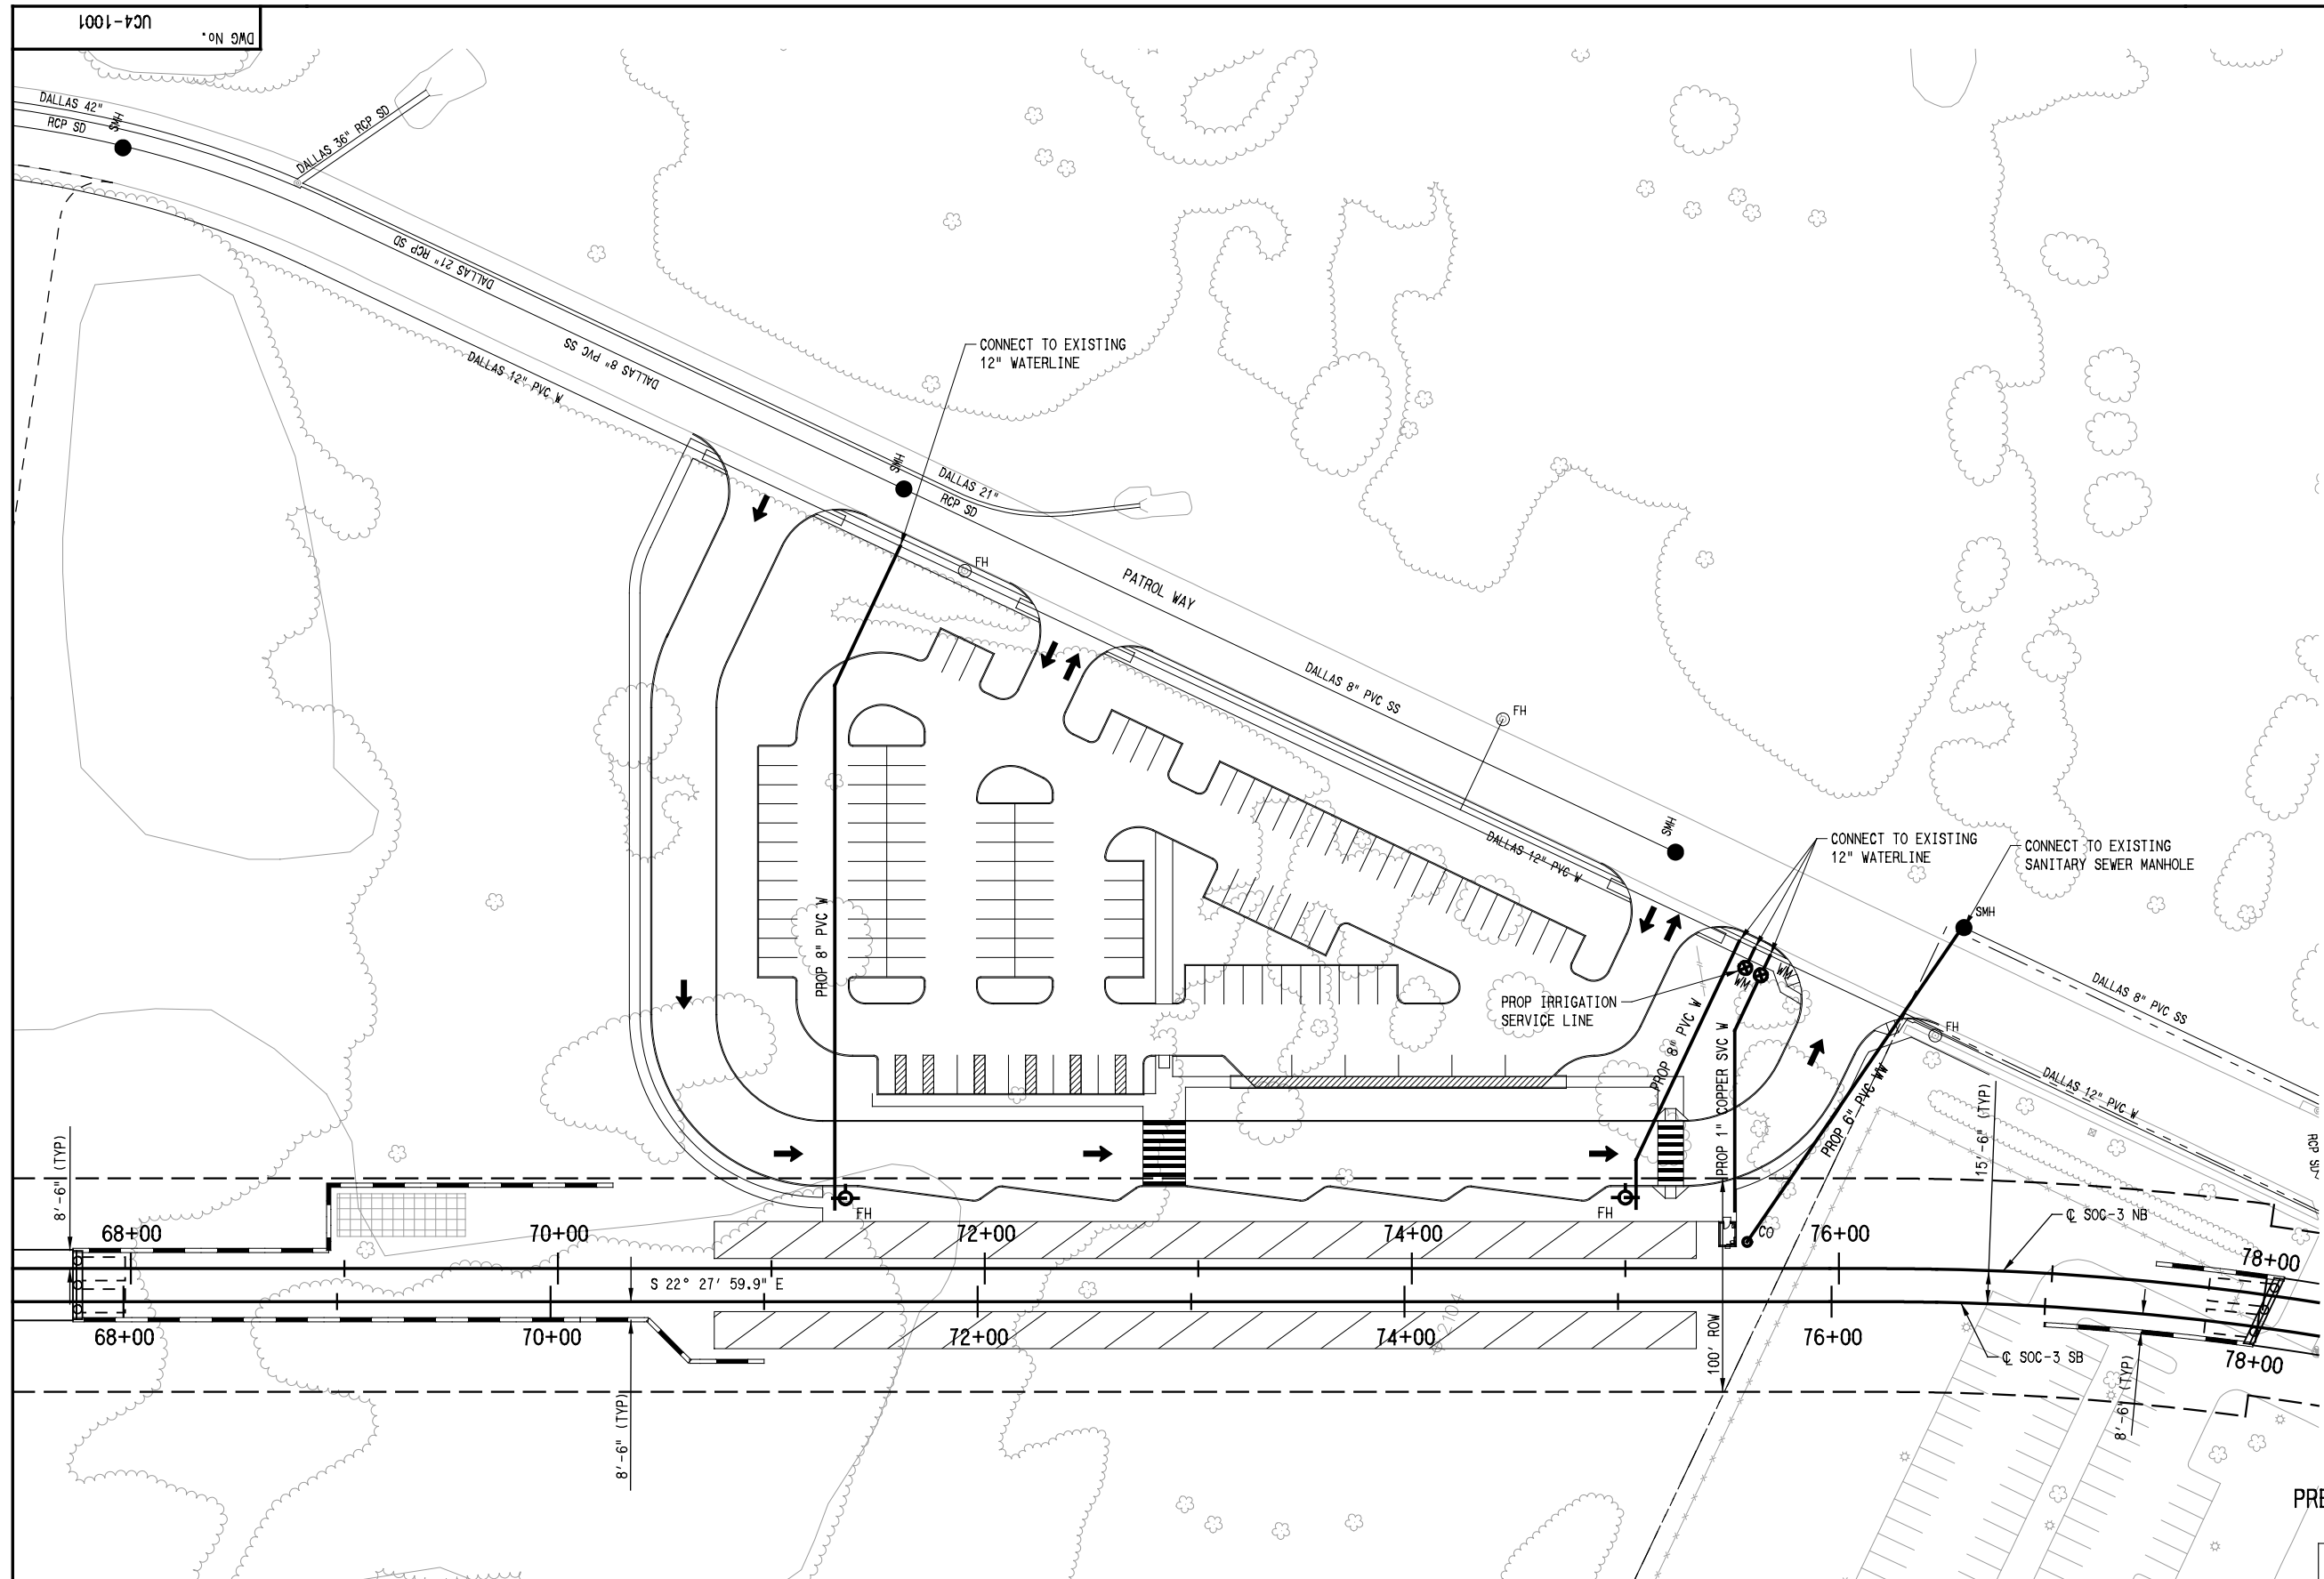 DWG No.
UC4-1001
DALLAS 42"
RCP SD
SMH
DALLAS 36" RCP SD
DALLAS 21" RCP SD
DALLAS 8" PVC SS
DALLAS 12" PVC W
CONNECT TO EXISTING
12" WATERLINE
SMH
DALLAS 21"
RCP SD
FH
PATROL WAY
DALLAS 8" PVC SS
FH
SMH
DALLAS 12" PVC W
CONNECT TO EXISTING
12" WATERLINE
CONNECT TO EXISTING
SANITARY SEWER MANHOLE
SMH
PROP 8" PVC W
WM
WM
PROP IRRIGATION
SERVICE LINE
PROP 8" PVC W
PROP 1" COPPER SVC W
PROP 6" PVC WW
FH
DALLAS 8" PVC SS
DALLAS 12" PVC W
RCP SD
15'-6" (TYP)
8'-6" (TYP)
FH
FH
CO
℄ SOC-3 NB
68+00
70+00
72+00
74+00
76+00
78+00
S 22° 27' 59.9" E
68+00
70+00
72+00
74+00
76+00
78+00
100' ROW
℄ SOC-3 SB
8'-6" (TYP)
8'-6" (TYP)
PRE